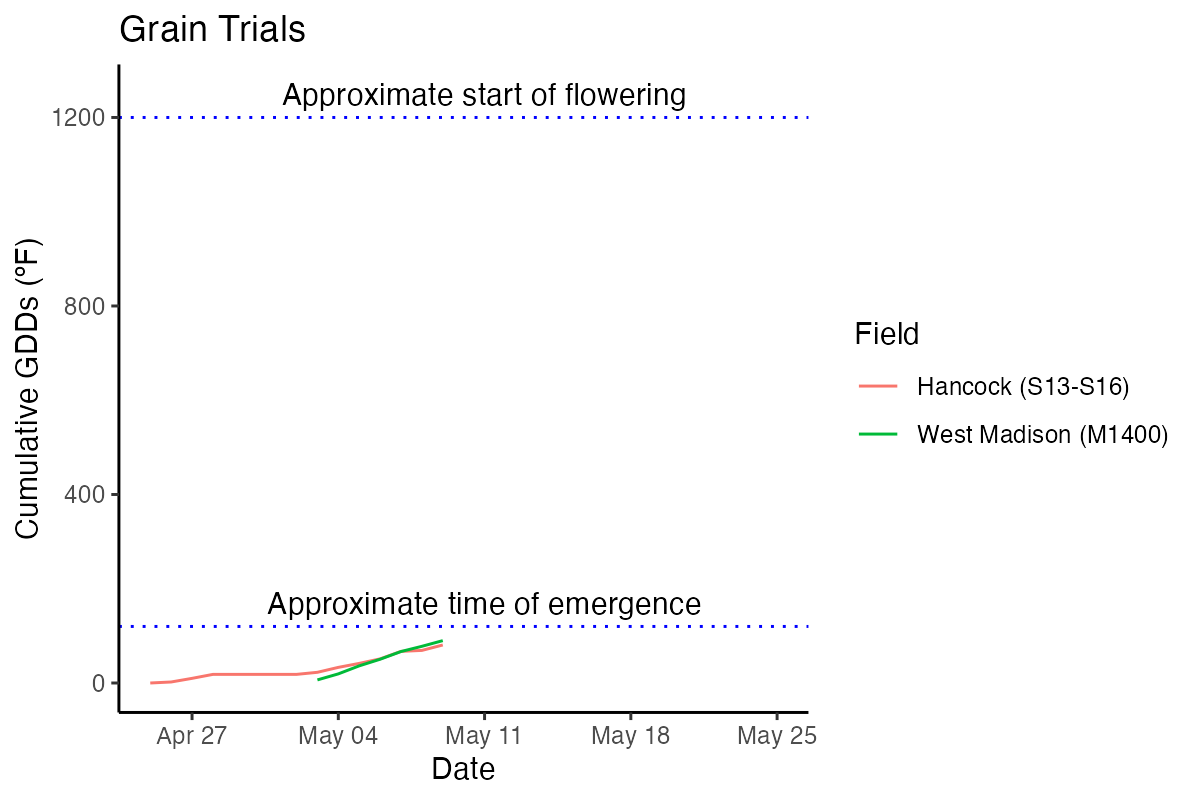 Grain Trials
Approximate start of flowering
1200
800
400
0
Cumulative GDDs (°F)
Approximate time of emergence
Apr 27
May 04
May 11
May 18
May 25
Date
Field
Hancock (S13-S16)
West Madison (M1400)